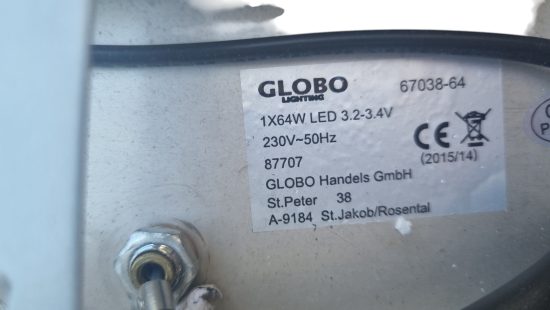 GLOBO 67038-64
LIGHTING
1X64W LED 3.2-3.4V
230V~50Hz
CE
87707
(2015/14)
GLOBO Handels GmbH
St.Peter 38
A-9184 St.Jakob/Rosental